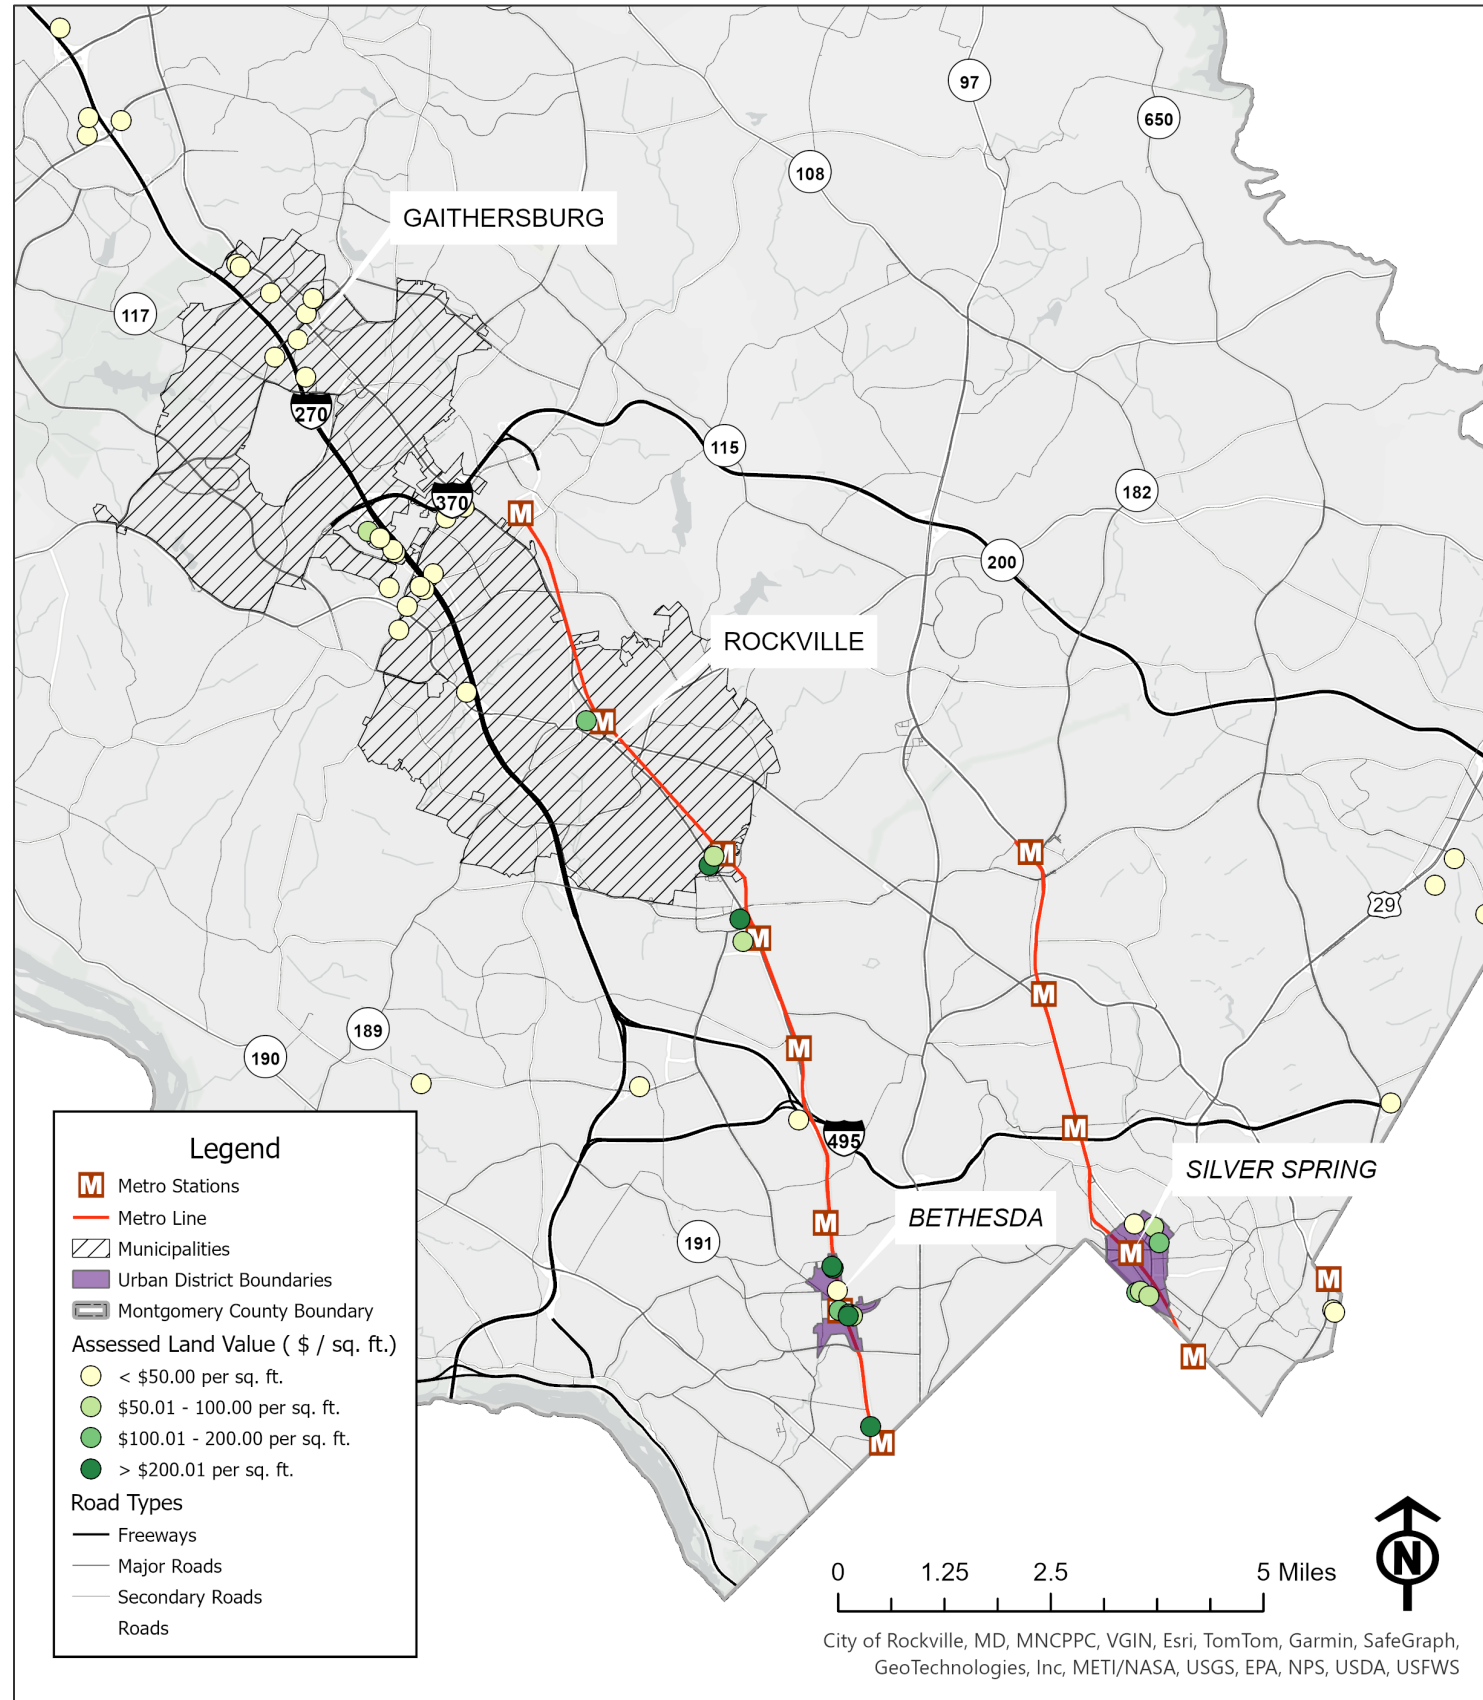 97
650
108
GAITHERSBURG
117
270
115
370
182
200
ROCKVILLE
29
189
190
495
SILVER SPRING
BETHESDA
191
M
M
M
M
M
M
M
M
M
M
M
M
M
M
Legend
M Metro Stations
Metro Line
Municipalities
Urban District Boundaries
Montgomery County Boundary
Assessed Land Value ( $ / sq. ft.)
< $50.00 per sq. ft.
$50.01 - 100.00 per sq. ft.
$100.01 - 200.00 per sq. ft.
> $200.01 per sq. ft.
Road Types
Freeways
Major Roads
Secondary Roads
Roads
0 1.25 2.5 5 Miles
N
City of Rockville, MD, MNCPPC, VGIN, Esri, TomTom, Garmin, SafeGraph,
GeoTechnologies, Inc, METI/NASA, USGS, EPA, NPS, USDA, USFWS